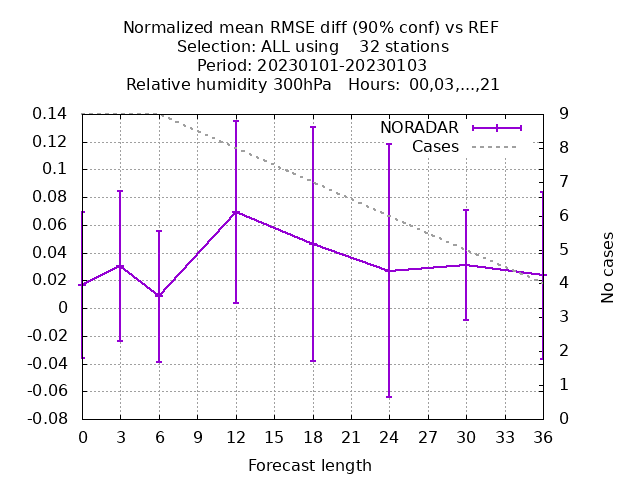 Normalized mean RMSE diff (90% conf) vs REF
Selection: ALL using    32 stations
Period: 20230101-20230103
Relative humidity 300hPa   Hours:  00,03,...,21
NORADAR
Cases
0.14
0.12
0.1
0.08
0.06
0.04
0.02
0
-0.02
-0.04
-0.06
-0.08
9
8
7
6
5
4
3
2
1
0
No cases
0 3 6 9 12 15 18 21 24 27 30 33 36
Forecast length